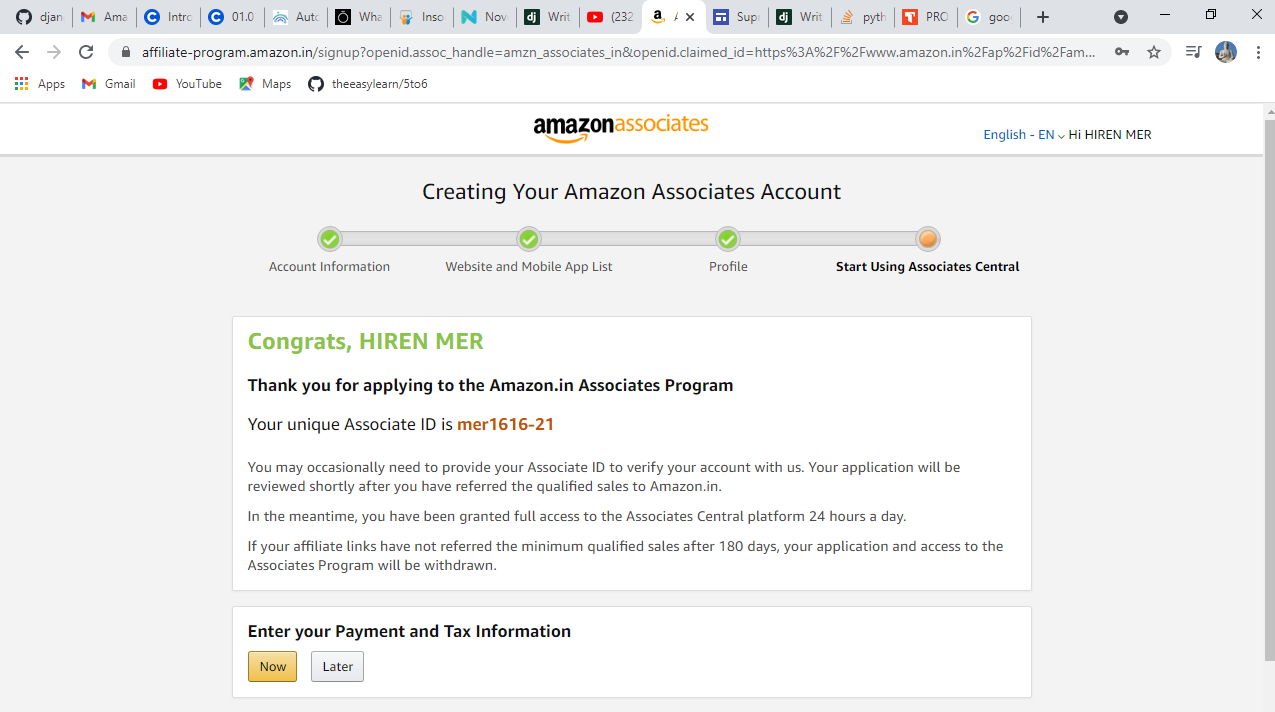 djan
Ama
Intro
01.0
Auto
Wha
Inso
Nov
Writ
(232
Supp
Writ
pyth
PRO
goo
affiliate-program.amazon.in/signup?openid.assoc_handle=amzn_associates_in&openid.claimed_id=https%3A%2F%2Fwww.amazon.in%2Fap%2Fid%2Fam...
Apps Gmail YouTube Maps theeasylearn/5to6
amazonassociates
English - EN Hi HIREN MER
Creating Your Amazon Associates Account
Account Information Website and Mobile App List Profile Start Using Associates Central
Congrats, HIREN MER
Thank you for applying to the Amazon.in Associates Program
Your unique Associate ID is mer1616-21
You may occasionally need to provide your Associate ID to verify your account with us. Your application will be
reviewed shortly after you have referred the qualified sales to Amazon.in.
In the meantime, you have been granted full access to the Associates Central platform 24 hours a day.
If your affiliate links have not referred the minimum qualified sales after 180 days, your application and access to the
Associates Program will be withdrawn.
Enter your Payment and Tax Information
Now Later